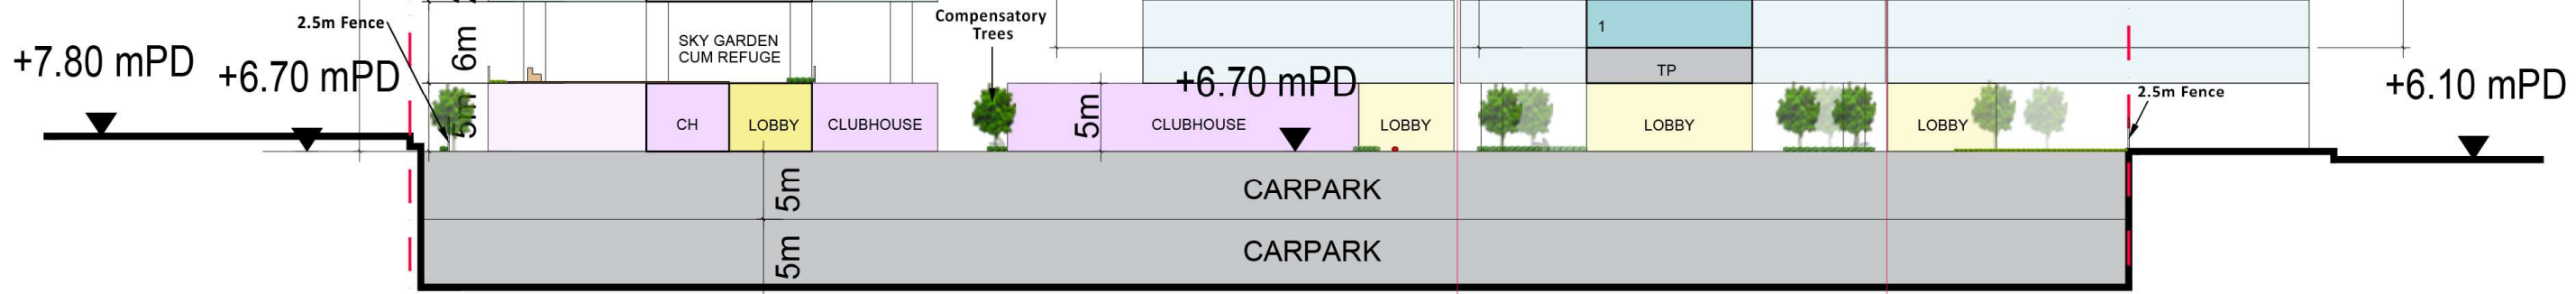 2.5m Fence
Compensatory
Trees
+7.80 mPD
+6.70 mPD
6m
SKY GARDEN
CUM REFUGE
1
TP
+6.70 mPD
+6.10 mPD
2.5m Fence
5m
CH
LOBBY
CLUBHOUSE
5m
CLUBHOUSE
LOBBY
LOBBY
LOBBY
5m
CARPARK
5m
CARPARK